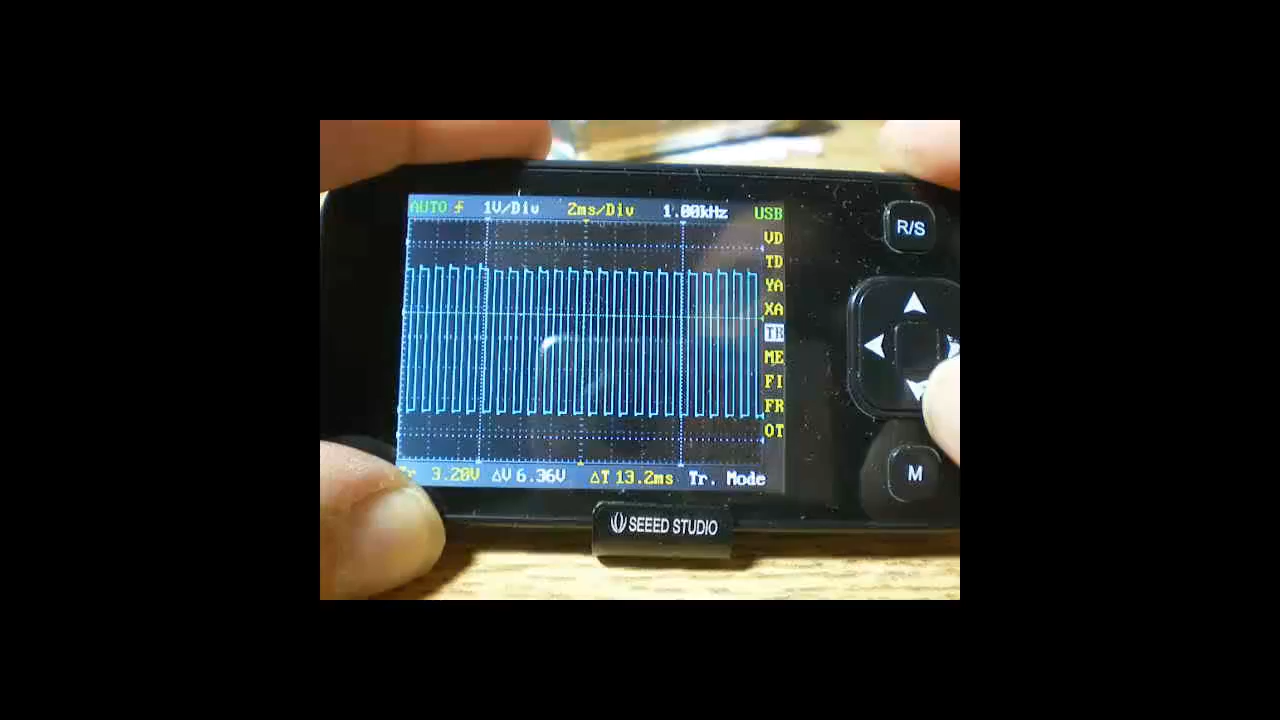 AUTO 1V/Div 2ms/Div 1.00kHz USB
VD
TD
YA
XA
TR
ME
FI
FR
OT
Tr 3.20V ΔV 6.36V ΔT 13.2ms Tr. Mode
R/S
M
SEEED STUDIO